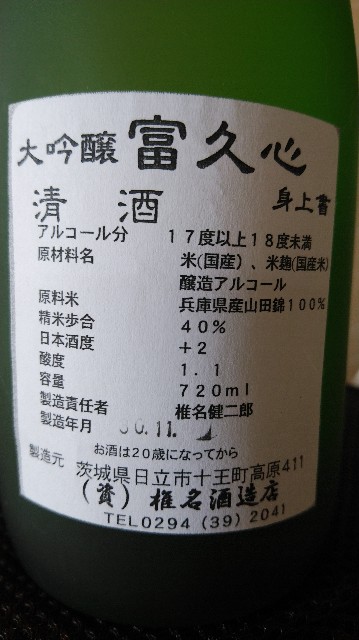 大吟醸 富久心
清酒 身上書
アルコール分 17度以上18度未満
原材料名 米(国産)、米麹(国産米)
醸造アルコール
原料米 兵庫県産山田錦100%
精米歩合 40%
日本酒度 +2
酸度 1.1
容量 720ml
製造責任者 椎名健二郎
製造年月 30.11.
お酒は20歳になってから
製造元 茨城県日立市十王町高原411
(資)椎名酒造店
TEL0294(39)2041